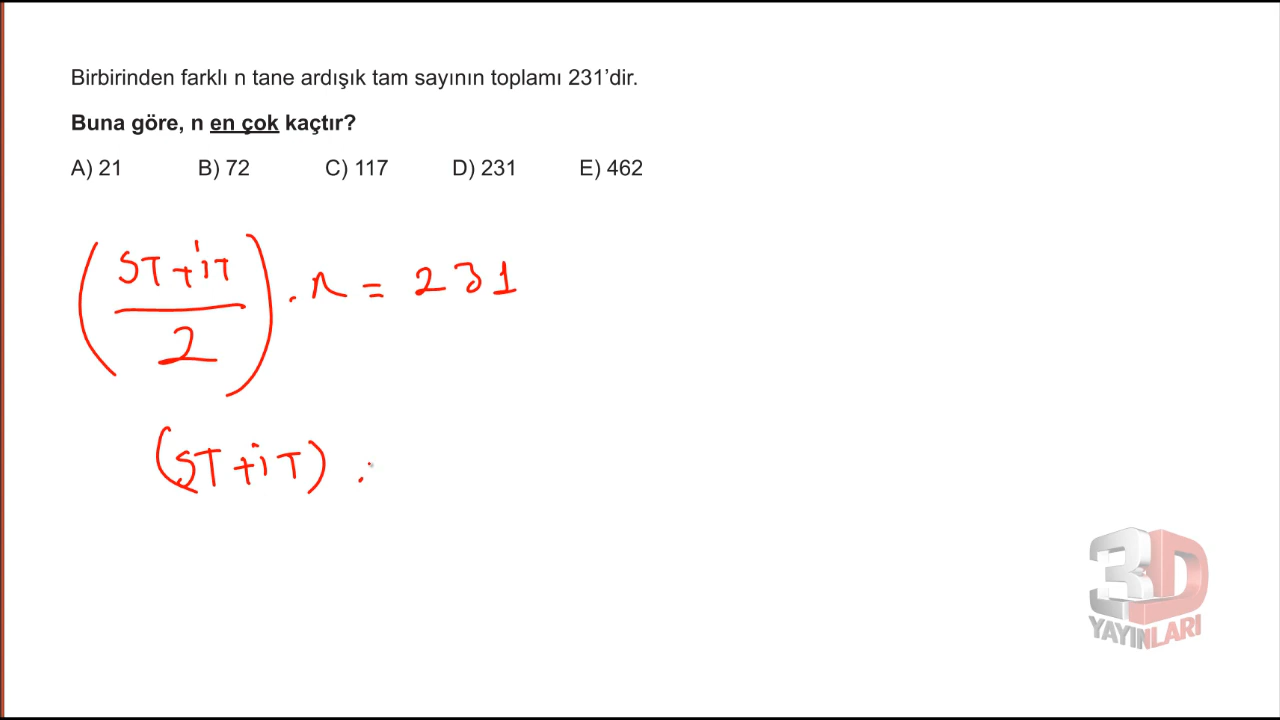 Birbirinden farklı n tane ardışık tam sayının toplamı 231'dir.
Buna göre, n en çok kaçtır?
A) 21 B) 72 C) 117 D) 231 E) 462
(ST+İT / 2) . n = 231
(ST+İT) .
3D
YAYINLARI